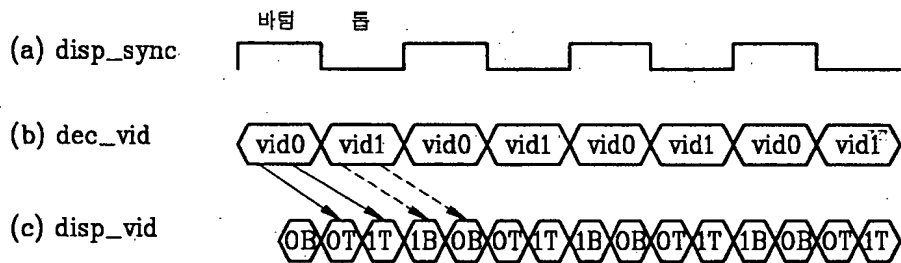 바텀 톱
(a) disp_sync
(b) dec_vid vid0 vid1 vid0 vid1 vid0 vid1 vid0 vid1
(c) disp_vid 0B 0T 1T 1B 0B 0T 1T 1B 0B 0T 1T 1B 0B 0T 1T